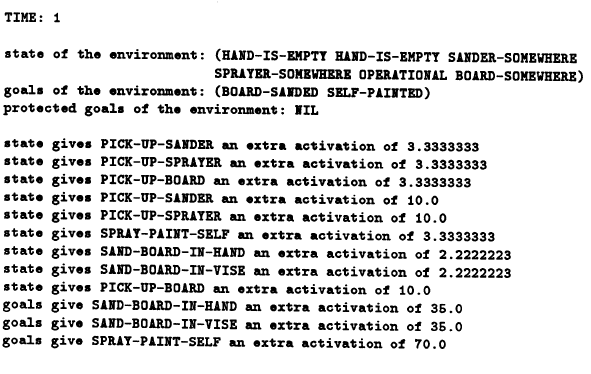 TIME: 1
state of the environment: (HAND-IS-EMPTY HAND-IS-EMPTY SANDER-SOMEWHERE
SPRAYER-SOMEWHERE OPERATIONAL BOARD-SOMEWHERE)
goals of the environment: (BOARD-SANDED SELF-PAINTED)
protected goals of the environment: NIL
state gives PICK-UP-SANDER an extra activation of 3.3333333
state gives PICK-UP-SPRAYER an extra activation of 3.3333333
state gives PICK-UP-BOARD an extra activation of 3.3333333
state gives PICK-UP-SANDER an extra activation of 10.0
state gives PICK-UP-SPRAYER an extra activation of 10.0
state gives SPRAY-PAINT-SELF an extra activation of 3.3333333
state gives SAND-BOARD-IN-HAND an extra activation of 2.2222223
state gives SAND-BOARD-IN-VISE an extra activation of 2.2222223
state gives PICK-UP-BOARD an extra activation of 10.0
goals give SAND-BOARD-IN-HAND an extra activation of 35.0
goals give SAND-BOARD-IN-VISE an extra activation of 35.0
goals give SPRAY-PAINT-SELF an extra activation of 70.0